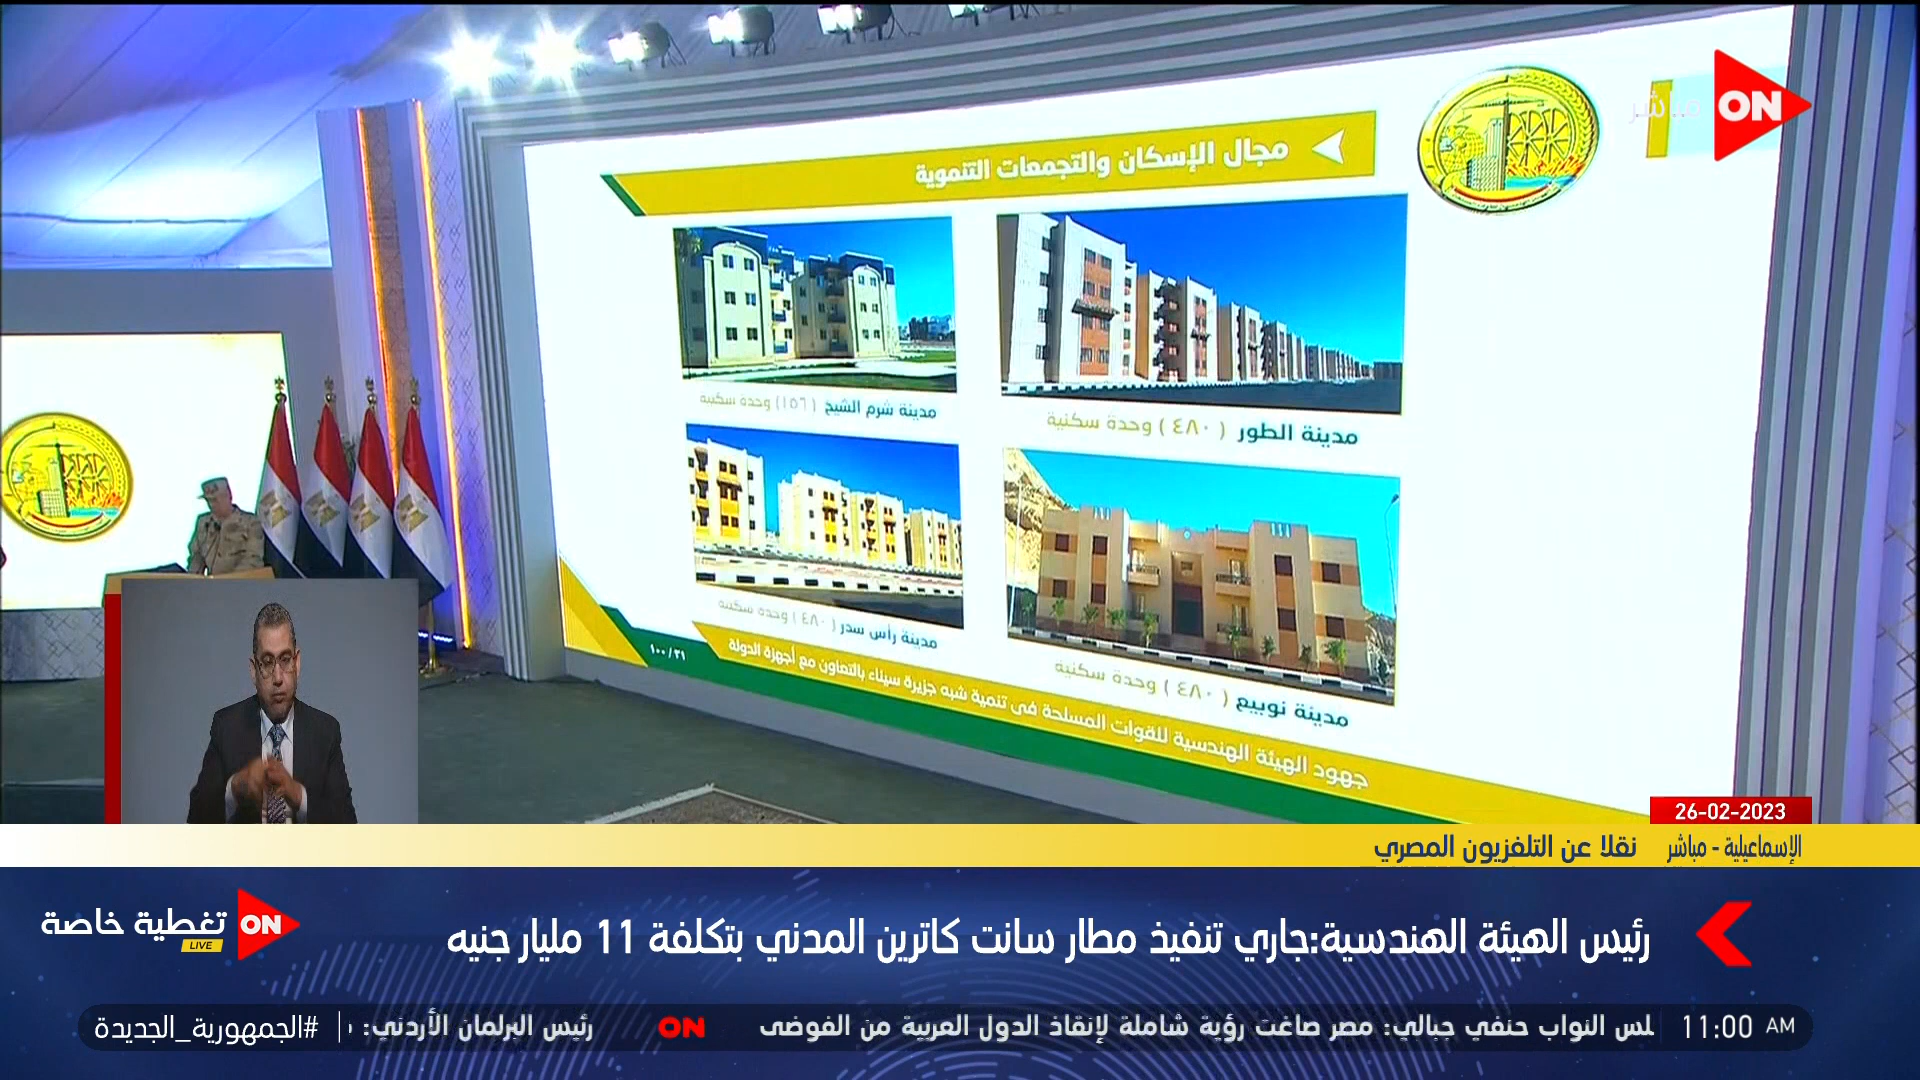 مباشر ON
مجال الإسكان والتجمعات التنموية
مدينة الطور ( ٤٨٠ ) وحدة سكنية
مدينة شرم الشيخ ( ١٥٦ ) وحدة سكنية
مدينة نويبع ( ٤٨٠ ) وحدة سكنية
مدينة رأس سدر ( ٤٨٠ ) وحدة سكنية
جهود الهيئة الهندسية للقوات المسلحة فى تنمية شبه جزيرة سيناء بالتعاون مع أجهزة الدولة
٣١ / ١٠٠
26-02-2023
الإسماعيلية - مباشر نقلا عن التلفزيون المصري
رئيس الهيئة الهندسية:جاري تنفيذ مطار سانت كاترين المدني بتكلفة 11 مليار جنيه
ON تغطية خاصة
LIVE
11:00 AM
لس النواب حنفي جبالي: مصر صاغت رؤية شاملة لإنقاذ الدول العربية من الفوضى ON رئيس البرلمان الأردني:
#الجمهورية_الجديدة